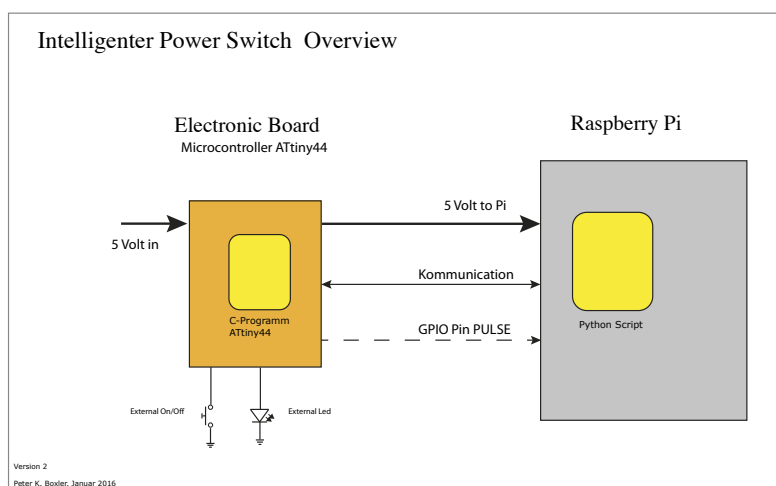 Intelligenter Power Switch  Overview
Electronic Board
Microcontroller ATtiny44
Raspberry Pi
5 Volt in
5 Volt to Pi
Kommunication
GPIO Pin PULSE
C-Programm
ATtiny44
Python Script
External On/Off
External Led
Version 2
Peter K. Boxler, Januar 2016